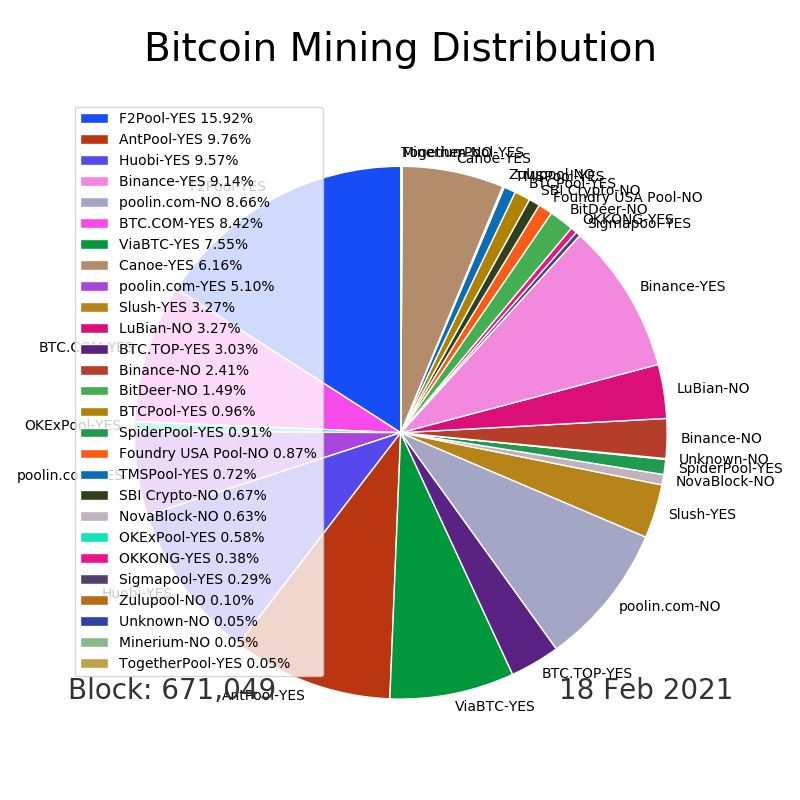 Bitcoin Mining Distribution
F2Pool-YES 15.92%
AntPool-YES 9.76%
Huobi-YES 9.57%
Binance-YES 9.14%
poolin.com-NO 8.66%
BTC.COM-YES 8.42%
ViaBTC-YES 7.55%
Canoe-YES 6.16%
poolin.com-YES 5.10%
Slush-YES 3.27%
LuBian-NO 3.27%
BTC.TOP-YES 3.03%
Binance-NO 2.41%
BitDeer-NO 1.49%
BTCPool-YES 0.96%
SpiderPool-YES 0.91%
Foundry USA Pool-NO 0.87%
TMSPool-YES 0.72%
SBI Crypto-NO 0.67%
NovaBlock-NO 0.63%
OKExPool-YES 0.58%
OKKONG-YES 0.38%
Sigmapool-YES 0.29%
Zulupool-NO 0.10%
Unknown-NO 0.05%
Minerium-NO 0.05%
TogetherPool-YES 0.05%
TogetherPool-YES
Minerium-NO
Canoe-YES
Zulupool-NO
TMSPool-YES
BTCPool-YES
SBI Crypto-NO
Foundry USA Pool-NO
BitDeer-NO
OKKONG-YES
Sigmapool-YES
Binance-YES
LuBian-NO
Binance-NO
Unknown-NO
SpiderPool-YES
NovaBlock-NO
Slush-YES
poolin.com-NO
BTC.TOP-YES
ViaBTC-YES
AntPool-YES
Huobi-YES
poolin.com-YES
OKExPool-YES
BTC.COM-YES
F2Pool-YES
Block: 671,049
18 Feb 2021